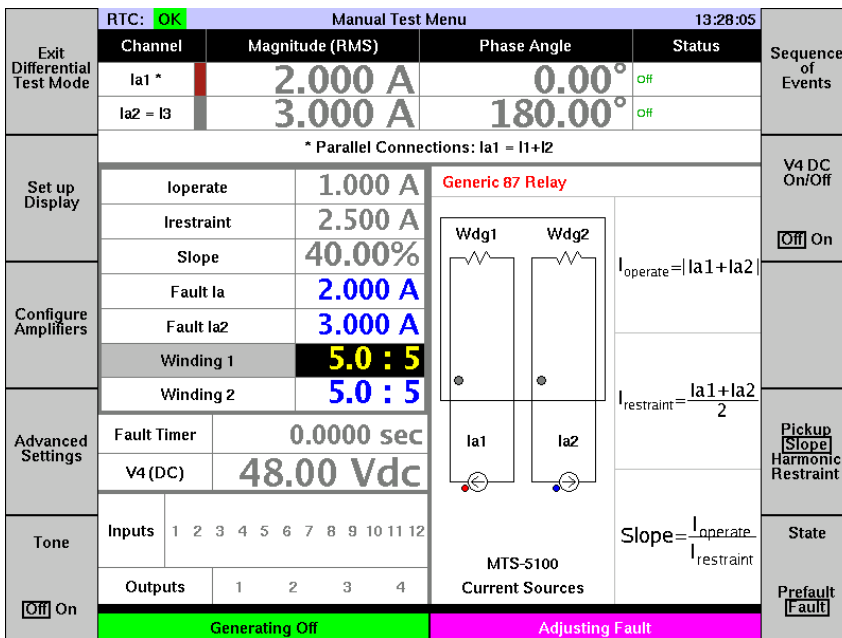 RTC: OK Manual Test Menu 13:28:05
Exit
Differential
Test Mode
Set up
Display
Configure
Amplifiers
Advanced
Settings
Tone
Off On
Channel Magnitude (RMS) Phase Angle Status
Ia1 * 2.000 A 0.00° Off
Ia2 = I3 3.000 A 180.00° Off
* Parallel Connections: Ia1 = I1+I2
Ioperate 1.000 A
Irestraint 2.500 A
Slope 40.00%
Fault Ia 2.000 A
Fault Ia2 3.000 A
Winding 1 5.0 : 5
Winding 2 5.0 : 5
Fault Timer 0.0000 sec
V4 (DC) 48.00 Vdc
Inputs 1 2 3 4 5 6 7 8 9 10 11 12
Outputs 1 2 3 4
Generic 87 Relay
Wdg1 Wdg2
Ia1 Ia2
MTS-5100
Current Sources
Ioperate=|Ia1+Ia2|
Irestraint=Ia1+Ia2
2
Slope=Ioperate
Irestraint
Generating Off Adjusting Fault
Sequence
of
Events
V4 DC
On/Off
Off On
Pickup
Slope
Harmonic
Restraint
State
Prefault
Fault